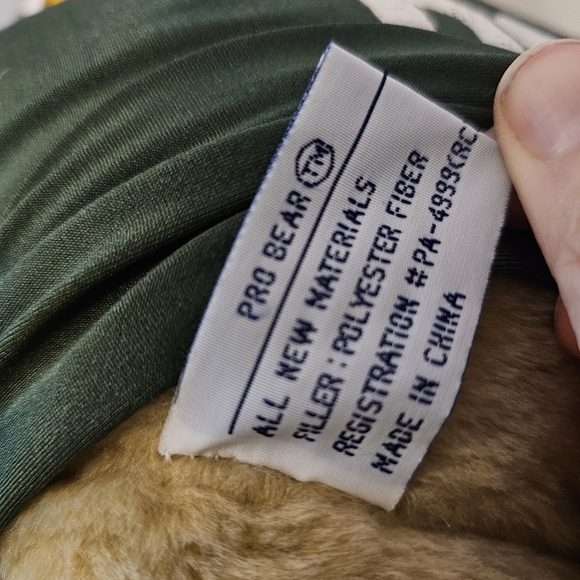 PRO BEAR TM
ALL NEW MATERIALS
FILLER : POLYESTER FIBER
REGISTRATION #PA-4999(RC
MADE IN CHINA